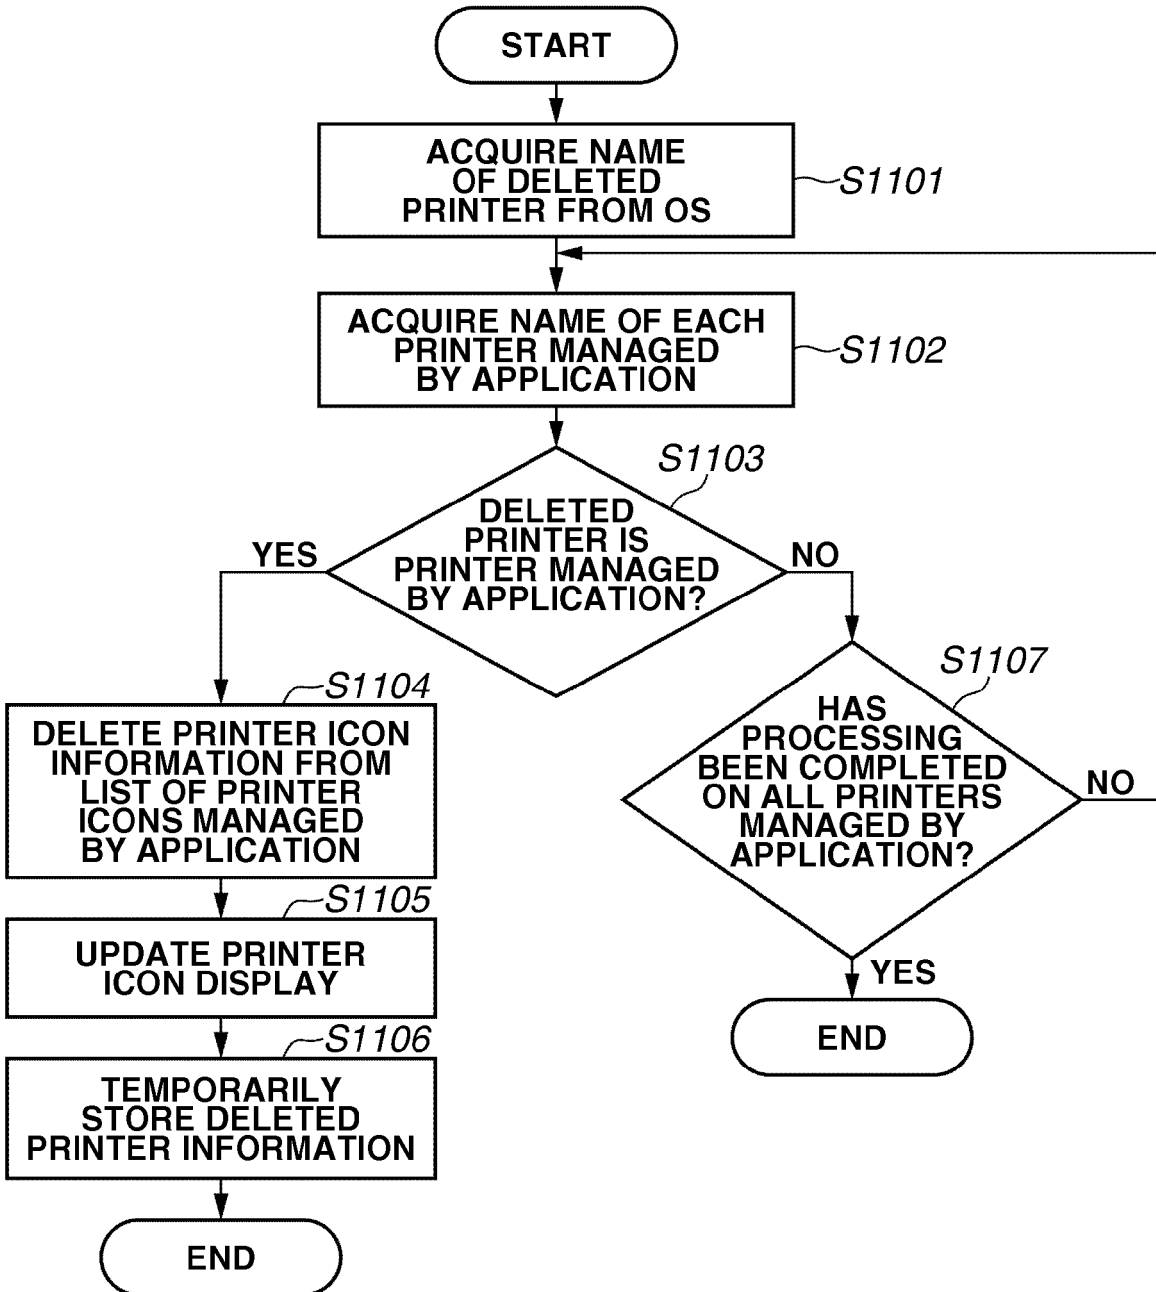 START
ACQUIRE NAME
OF DELETED
PRINTER FROM OS
S1101
ACQUIRE NAME OF EACH
PRINTER MANAGED
BY APPLICATION
S1102
S1103
DELETED
PRINTER IS
PRINTER MANAGED
BY APPLICATION?
YES
NO
S1104
DELETE PRINTER ICON
INFORMATION FROM
LIST OF PRINTER
ICONS MANAGED
BY APPLICATION
S1107
HAS
PROCESSING
BEEN COMPLETED
ON ALL PRINTERS
MANAGED BY
APPLICATION?
NO
YES
END
S1105
UPDATE PRINTER
ICON DISPLAY
S1106
TEMPORARILY
STORE DELETED
PRINTER INFORMATION
END